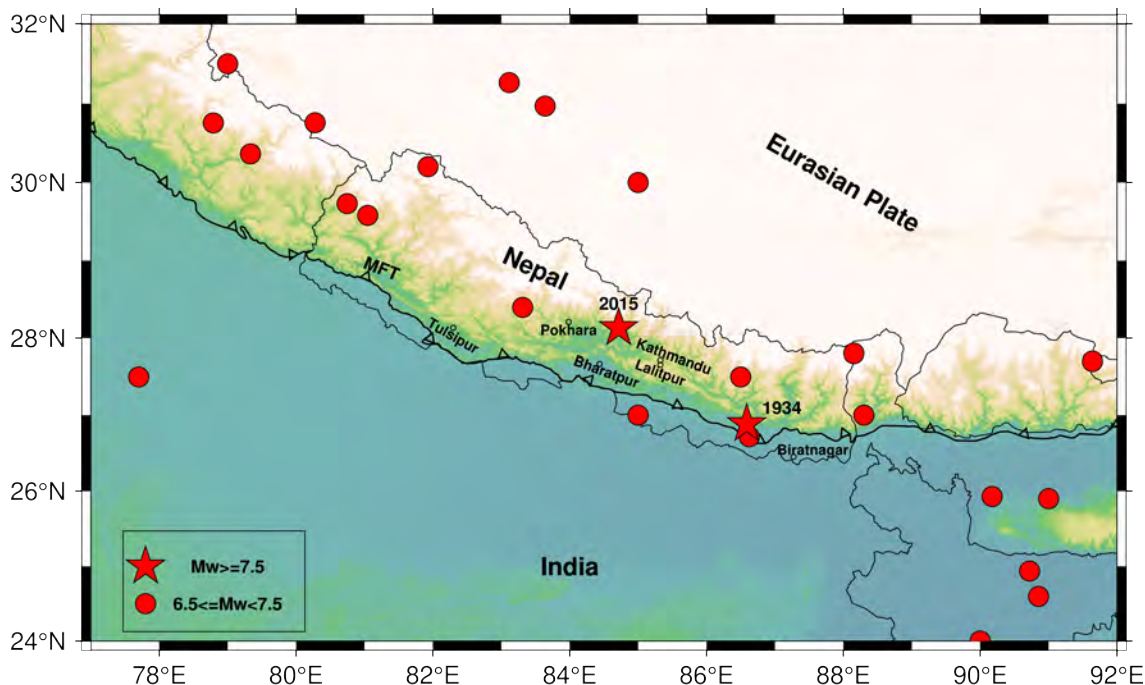 32°N
30°N
28°N
26°N
24°N
Eurasian Plate
Nepal
MFT
2015
Tulsipur
Pokhara
Kathmandu
Lalitpur
Bharatpur
1934
Biratnagar
India
Mw>=7.5
6.5<=Mw<7.5
78°E 80°E 82°E 84°E 86°E 88°E 90°E 92°E